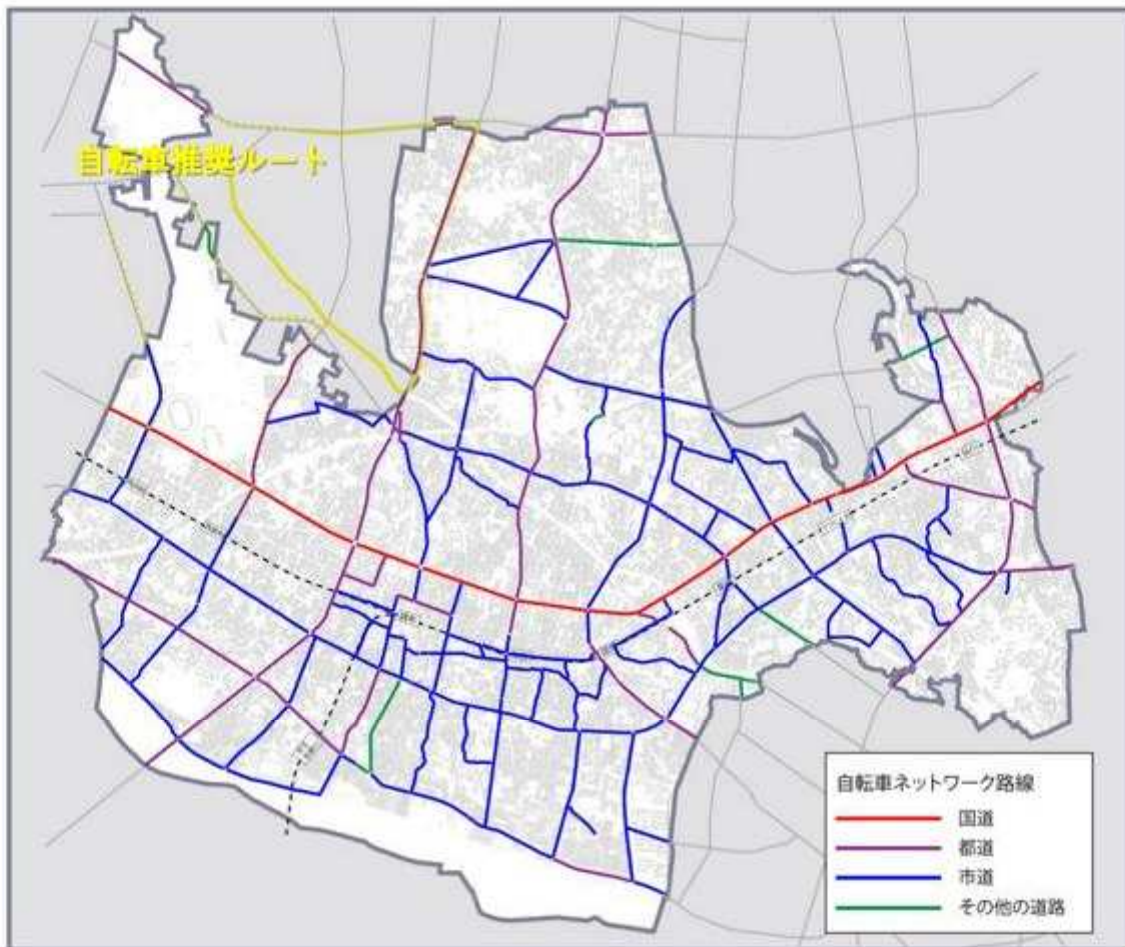 自転車推奨ルート
自転車ネットワーク路線
国道
都道
市道
その他の道路